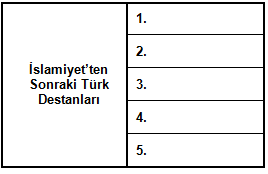 İslamiyet’ten
Sonraki Türk
Destanları
1.
2.
3.
4.
5.